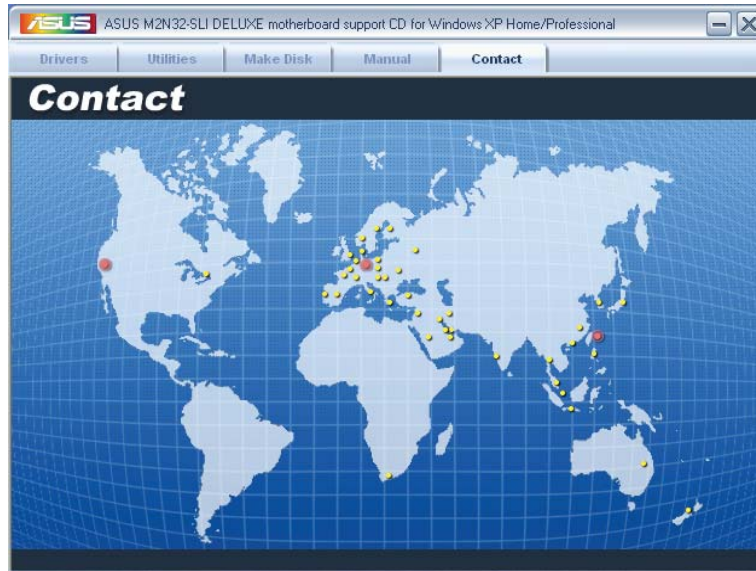 ASUS ASUS M2N32-SLI DELUXE motherboard support CD for Windows XP Home/Professional
Drivers Utilities Make Disk Manual Contact
Contact